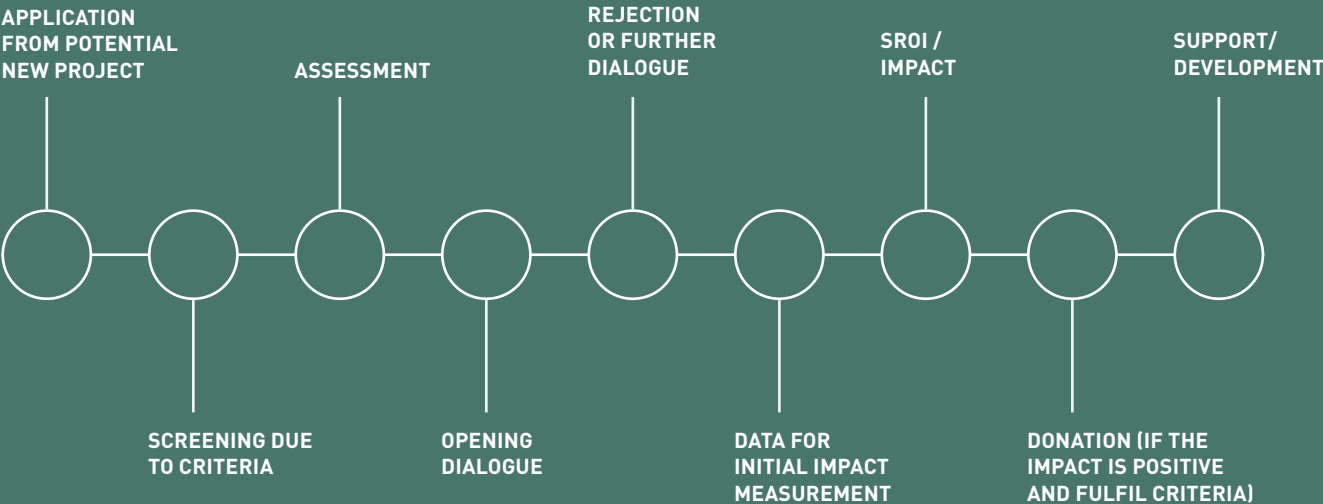 APPLICATION
FROM POTENTIAL
NEW PROJECT
SCREENING DUE
TO CRITERIA
ASSESSMENT
OPENING
DIALOGUE
REJECTION
OR FURTHER
DIALOGUE
DATA FOR
INITIAL IMPACT
MEASUREMENT
SROI /
IMPACT
DONATION (IF THE
IMPACT IS POSITIVE
AND FULFIL CRITERIA)
SUPPORT/
DEVELOPMENT